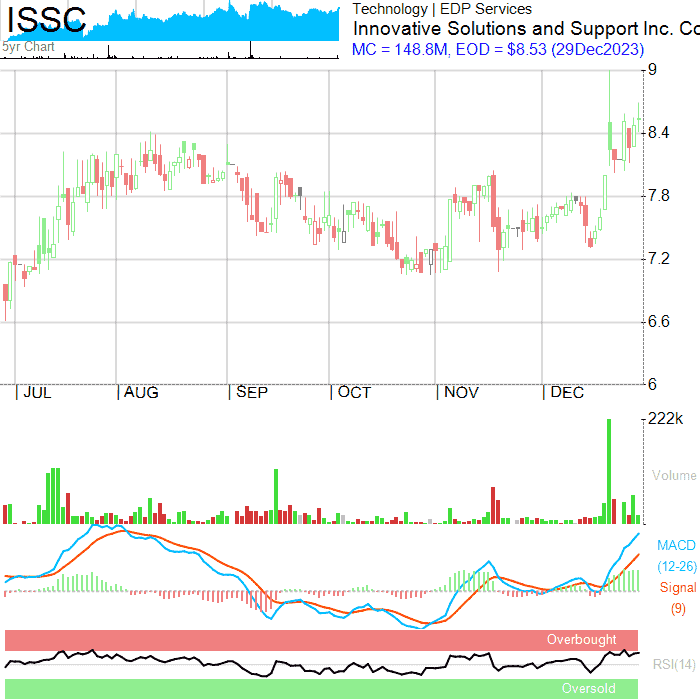 ISSC
5yr Chart
Technology | EDP Services
Innovative Solutions and Support Inc. Co
MC = 148.8M, EOD = $8.53 (29Dec2023)
9
8.4
7.8
7.2
6.6
6
JUL
AUG
SEP
OCT
NOV
DEC
222k
Volume
MACD
(12-26)
Signal
(9)
Overbought
RSI(14)
Oversold